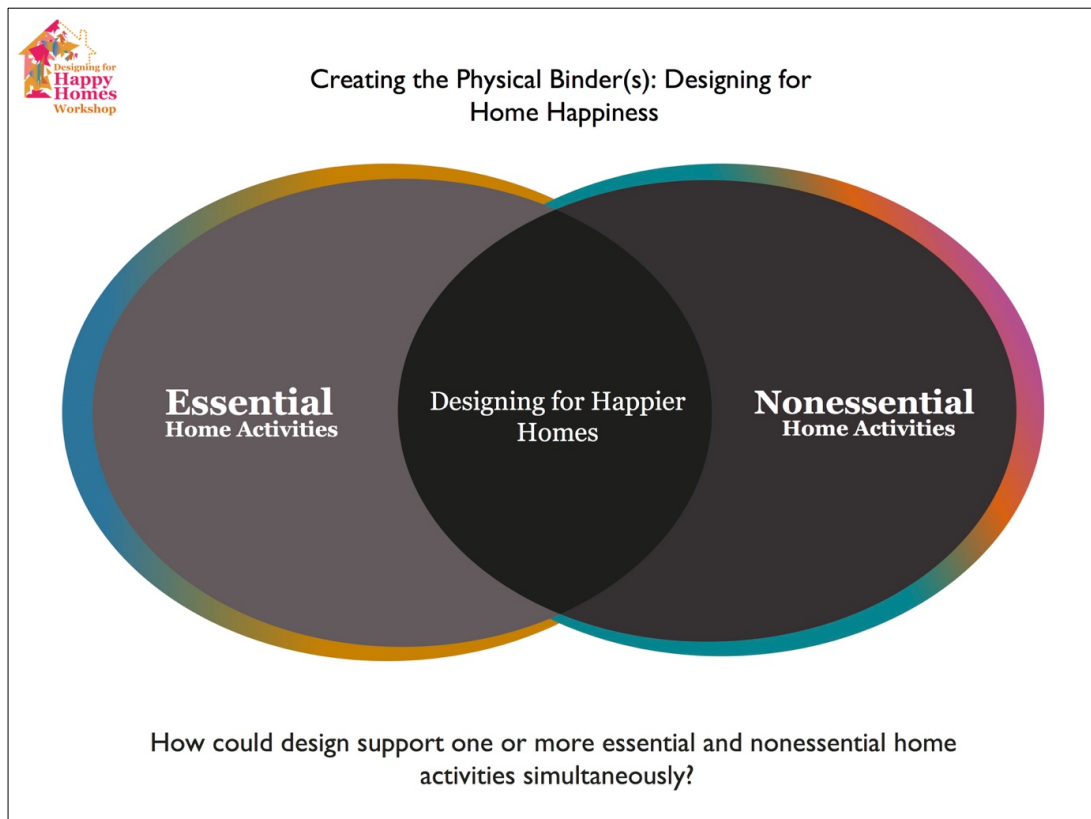 Designing for
Happy
Homes
Workshop
Creating the Physical Binder(s): Designing for
Home Happiness
Essential
Home Activities
Designing for Happier
Homes
Nonessential
Home Activities
How could design support one or more essential and nonessential home
activities simultaneously?